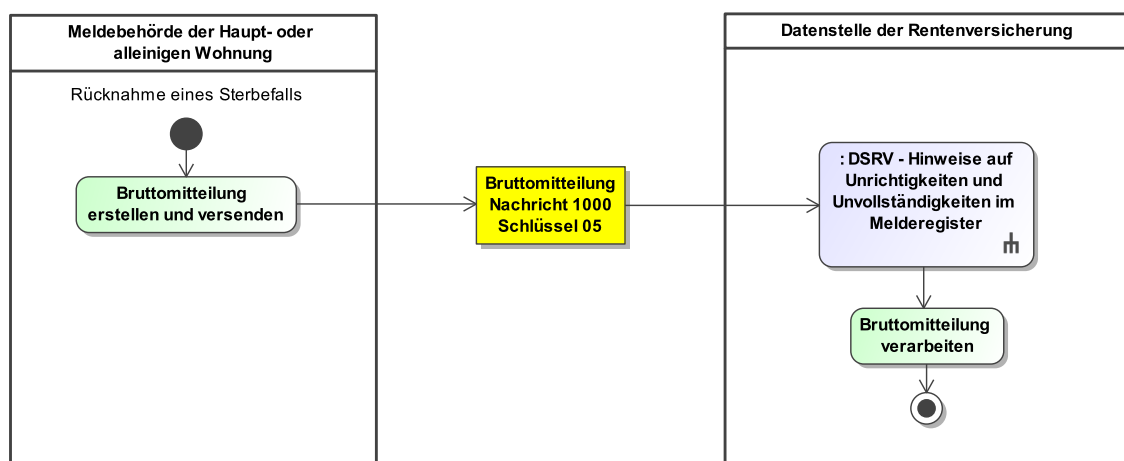 Meldebehörde der Haupt- oder
alleinigen Wohnung
Rücknahme eines Sterbefalls
Bruttomitteilung
erstellen und versenden
Bruttomitteilung
Nachricht 1000
Schlüssel 05
Datenstelle der Rentenversicherung
: DSRV - Hinweise auf
Unrichtigkeiten und
Unvollständigkeiten im
Melderegister
Bruttomitteilung
verarbeiten